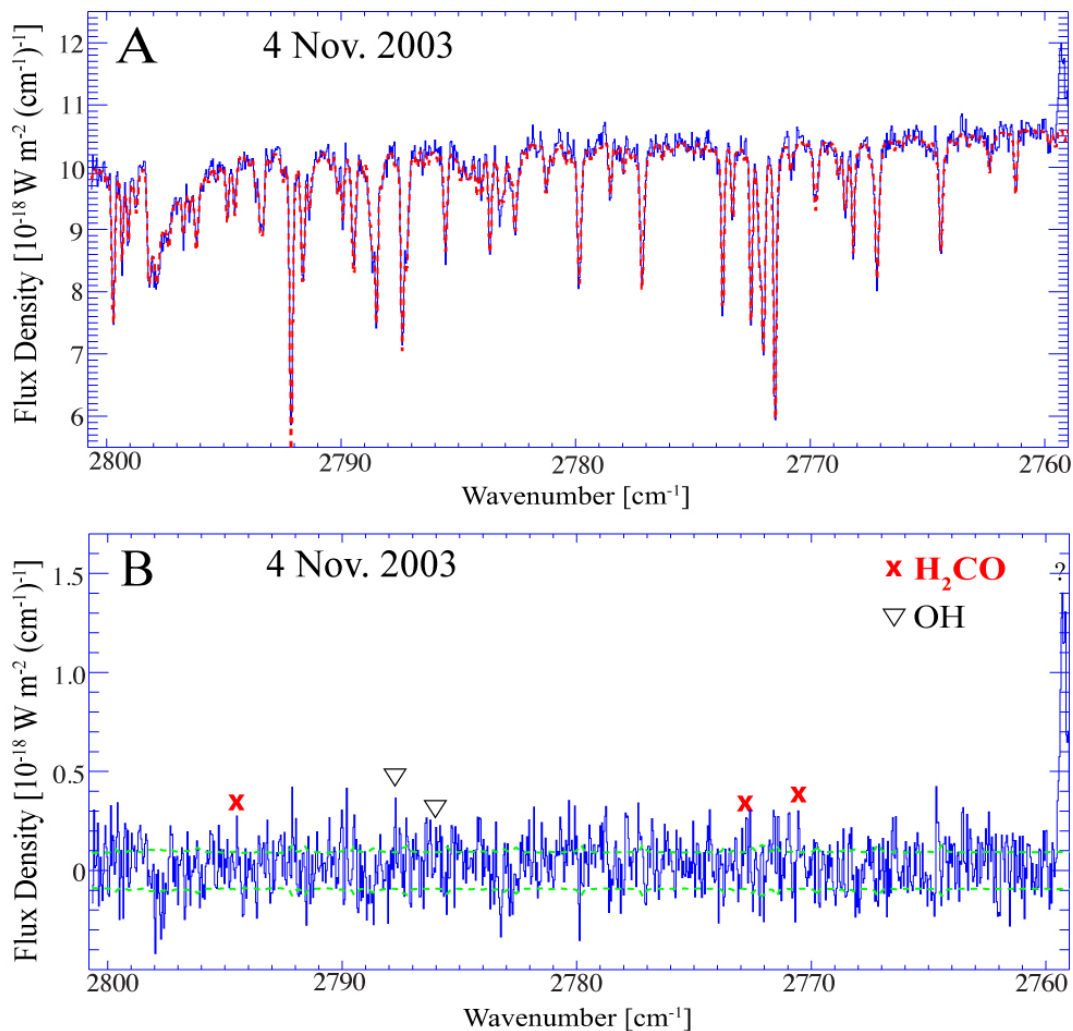 A 4 Nov. 2003
12
11
10
9
8
7
6
Flux Density [10⁻¹⁸ W m⁻² (cm⁻¹)⁻¹]
2800 2790 2780 2770 2760
Wavenumber [cm⁻¹]
B 4 Nov. 2003
x H₂CO
▽ OH
?
1.5
1.0
0.5
0
Flux Density [10⁻¹⁸ W m⁻² (cm⁻¹)⁻¹]
2800 2790 2780 2770 2760
Wavenumber [cm⁻¹]